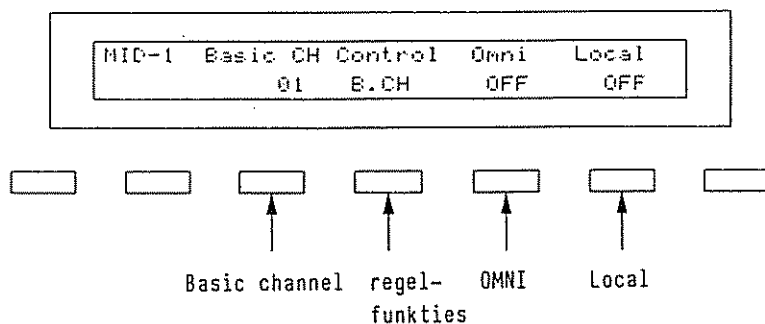 MID-1 Basic CH Control Omni Local
01 B.CH OFF OFF
Basic channel regel- OMNI Local
funkties